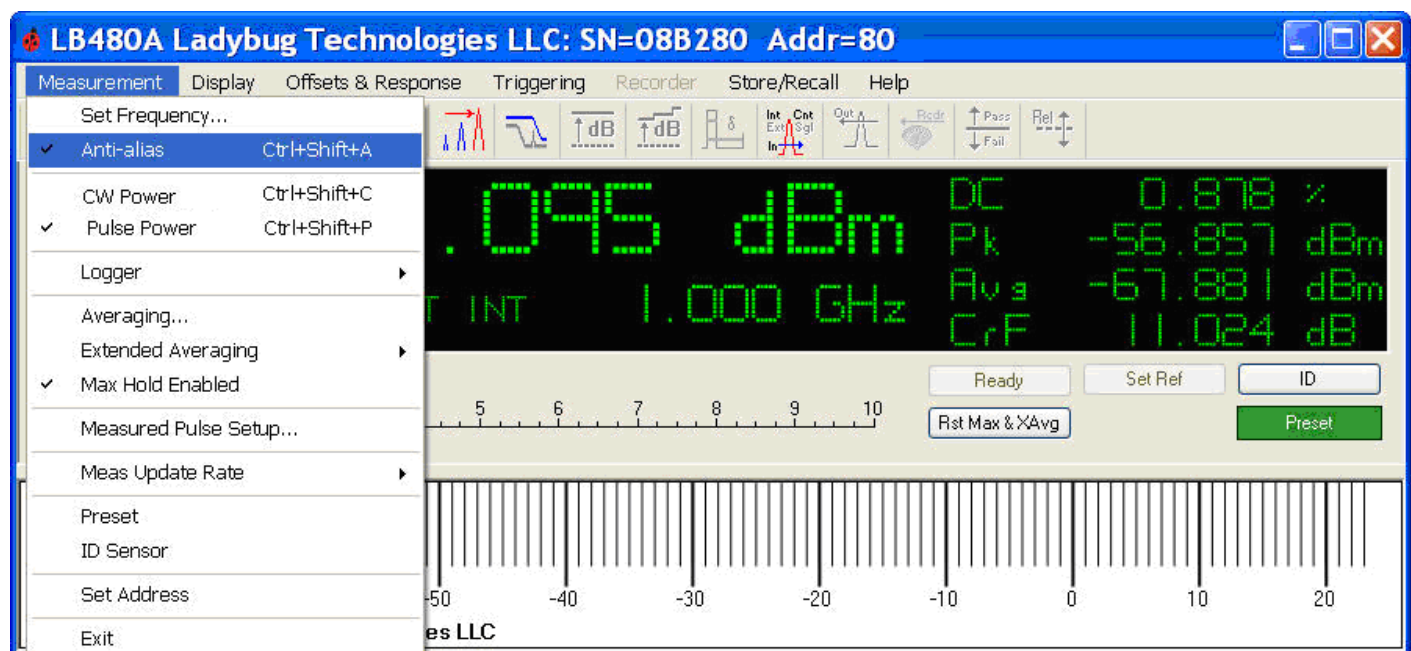 LB480A Ladybug Technologies LLC: SN=08B280 Addr=80
Measurement Display Offsets & Response Triggering Recorder Store/Recall Help
Set Frequency...
Anti-alias Ctrl+Shift+A
CW Power Ctrl+Shift+C
Pulse Power Ctrl+Shift+P
Logger
Averaging...
Extended Averaging
Max Hold Enabled
Measured Pulse Setup...
Meas Update Rate
Preset
ID Sensor
Set Address
Exit
dB dB δ Int Cnt Out Rcdr Pass Rel
Ext Sgl
In Fail
.095 dBm
T INT 1.000 GHz
DC 0.878 %
Pk -56.857 dBm
Avg -67.881 dBm
CrF 11.024 dB
Ready Set Ref ID
5 6 7 8 9 10
Rst Max & XAvg Preset
-50 -40 -30 -20 -10 0 10 20
es LLC